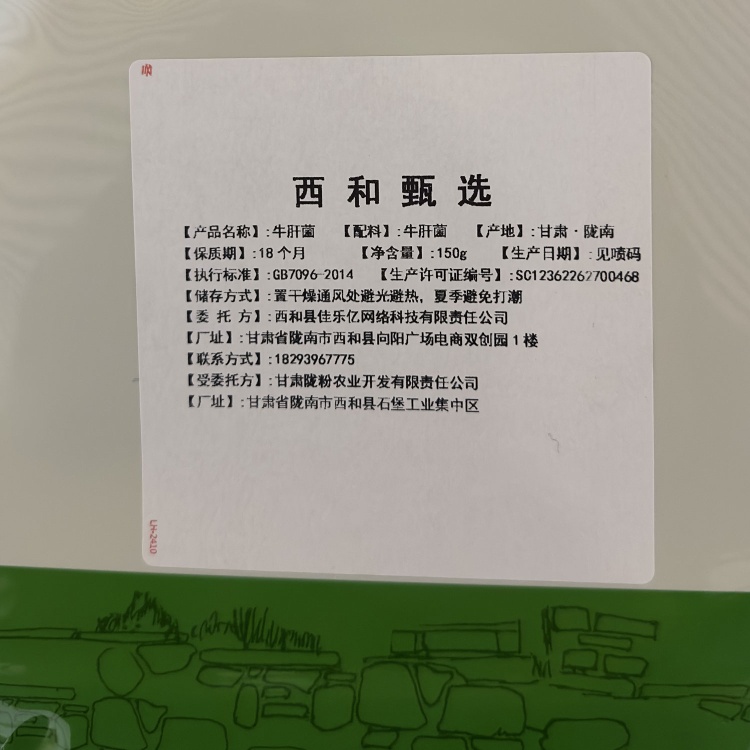 西和甄选
【产品名称】:牛肝菌 【配料】:牛肝菌 【产地】:甘肃·陇南
【保质期】:18个月 【净含量】:150g 【生产日期】:见喷码
【执行标准】:GB7096-2014 【生产许可证编号】:SC12362262700468
【储存方式】:置干燥通风处避光避热，夏季避免打潮
【委托方】:西和县佳乐亿网络科技有限责任公司
【厂址】:甘肃省陇南市西和县向阳广场电商双创园1楼
【联系方式】:18293967775
【受委托方】:甘肃陇粉农业开发有限责任公司
【厂址】:甘肃省陇南市西和县石堡工业集中区